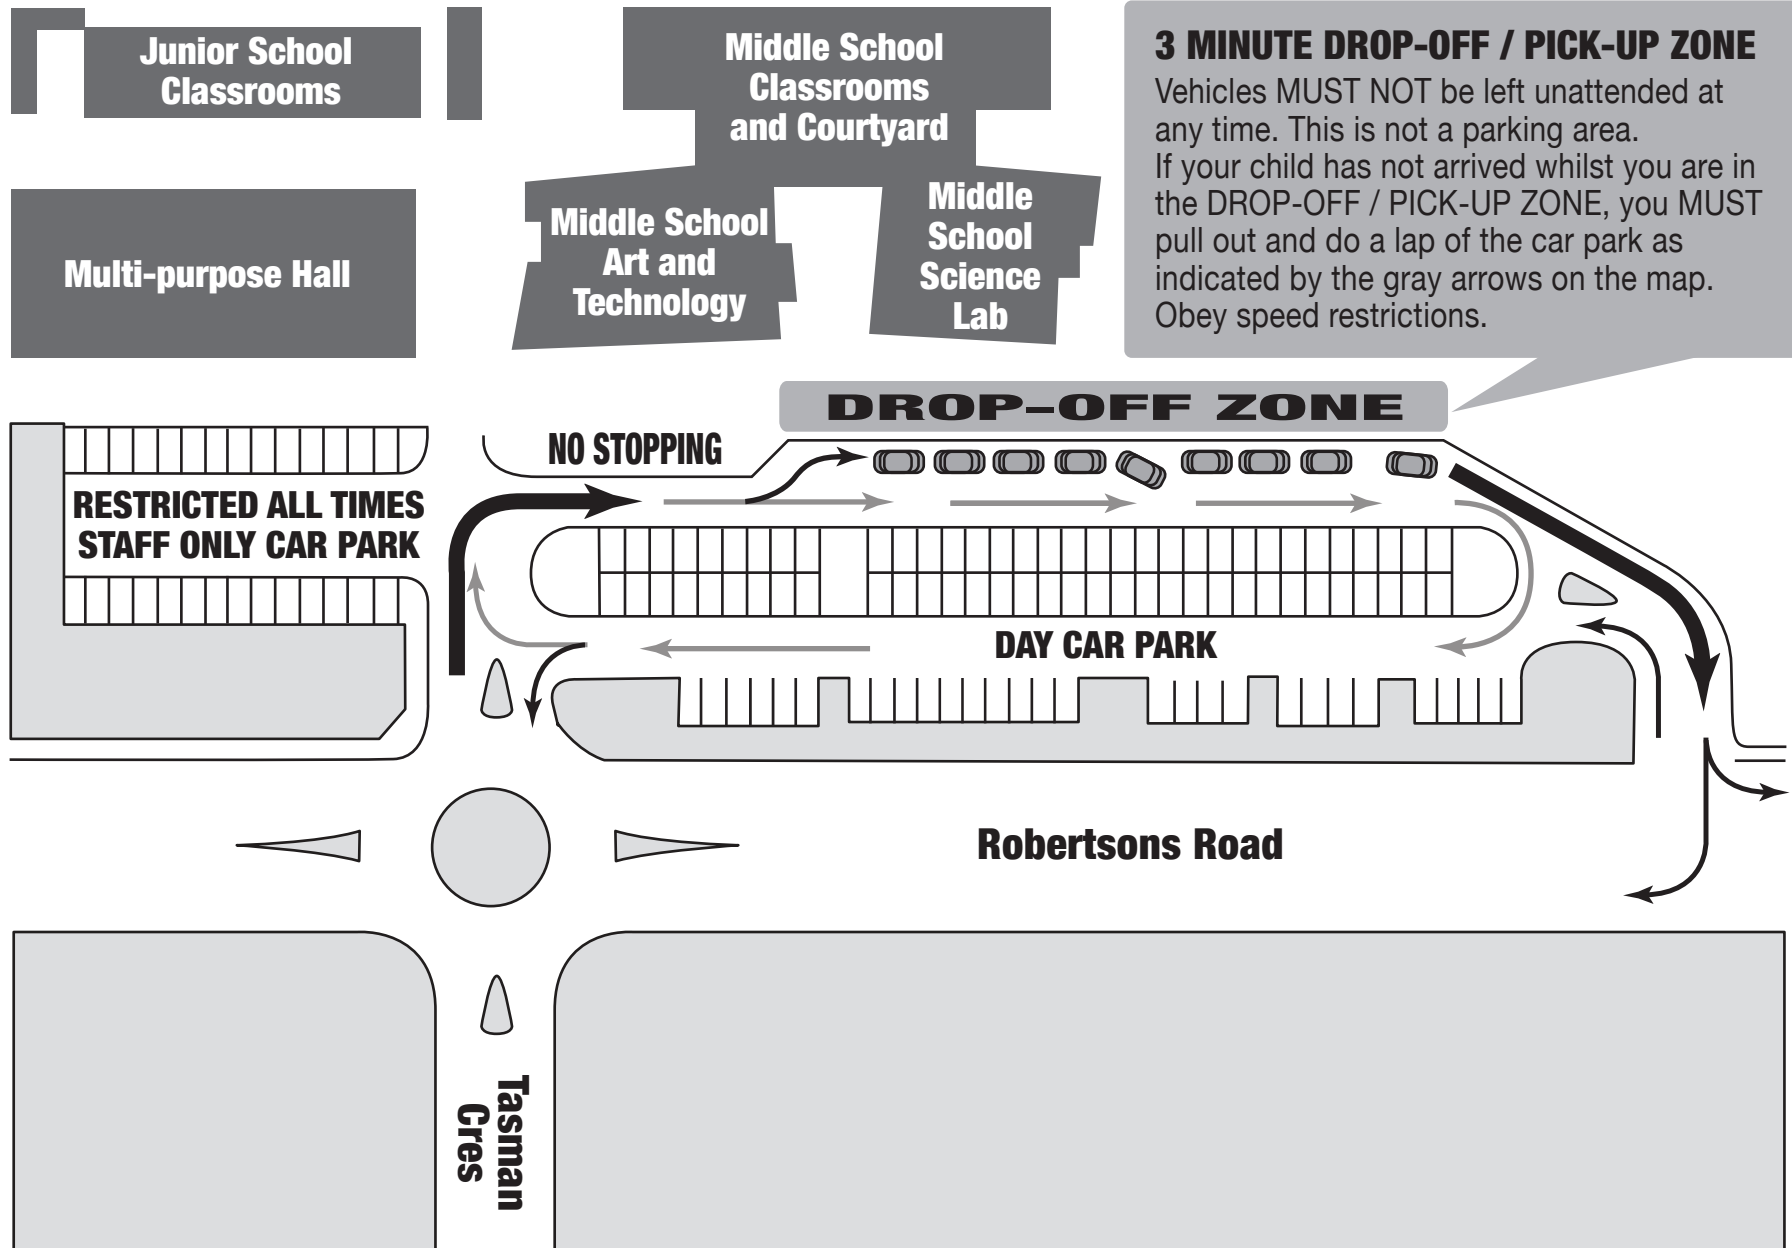 Junior School
Classrooms
Middle School
Classrooms
and Courtyard
3 MINUTE DROP-OFF / PICK-UP ZONE
Vehicles MUST NOT be left unattended at
any time. This is not a parking area.
If your child has not arrived whilst you are in
the DROP-OFF / PICK-UP ZONE, you MUST
pull out and do a lap of the car park as
indicated by the gray arrows on the map.
Obey speed restrictions.
Multi-purpose Hall
Middle School
Art and
Technology
Middle
School
Science
Lab
DROP-OFF ZONE
NO STOPPING
RESTRICTED ALL TIMES
STAFF ONLY CAR PARK
DAY CAR PARK
Robertsons Road
Tasman
Cres